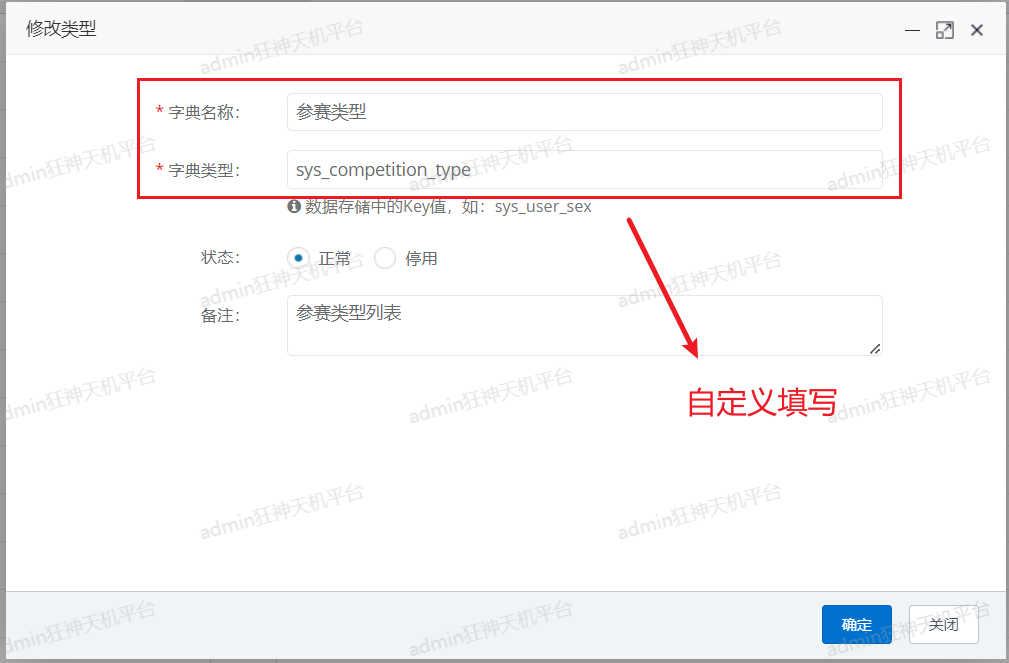 修改类型
* 字典名称：
参赛类型
* 字典类型：
sys_competition_type
数据存储中的Key值，如：sys_user_sex
状态：
正常
停用
备注：
参赛类型列表
自定义填写
确定
关闭
admin狂神天机平台